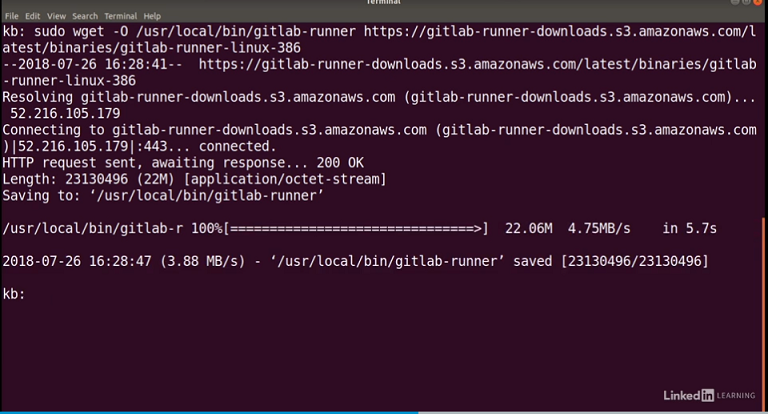 Terminal
File Edit View Search Terminal Help
kb: sudo wget -O /usr/local/bin/gitlab-runner https://gitlab-runner-downloads.s3.amazonaws.com/l
atest/binaries/gitlab-runner-linux-386
--2018-07-26 16:28:41--  https://gitlab-runner-downloads.s3.amazonaws.com/latest/binaries/gitlab
-runner-linux-386
Resolving gitlab-runner-downloads.s3.amazonaws.com (gitlab-runner-downloads.s3.amazonaws.com)...
 52.216.105.179
Connecting to gitlab-runner-downloads.s3.amazonaws.com (gitlab-runner-downloads.s3.amazonaws.com
)|52.216.105.179|:443... connected.
HTTP request sent, awaiting response... 200 OK
Length: 23130496 (22M) [application/octet-stream]
Saving to: ‘/usr/local/bin/gitlab-runner’
/usr/local/bin/gitlab-r 100%[===============================>]  22.06M  4.75MB/s    in 5.7s
2018-07-26 16:28:47 (3.88 MB/s) - ‘/usr/local/bin/gitlab-runner’ saved [23130496/23130496]
kb:
Linked in LEARNING